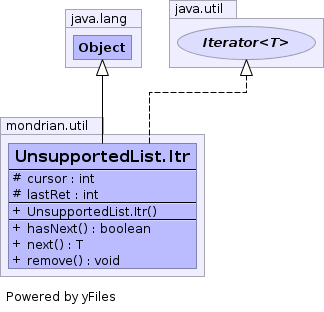 java.lang
Object
java.util
Iterator<T>
mondrian.util
UnsupportedList.Itr
# cursor : int
# lastRet : int
+ UnsupportedList.Itr()
+ hasNext() : boolean
+ next() : T
+ remove() : void
Powered by yFiles